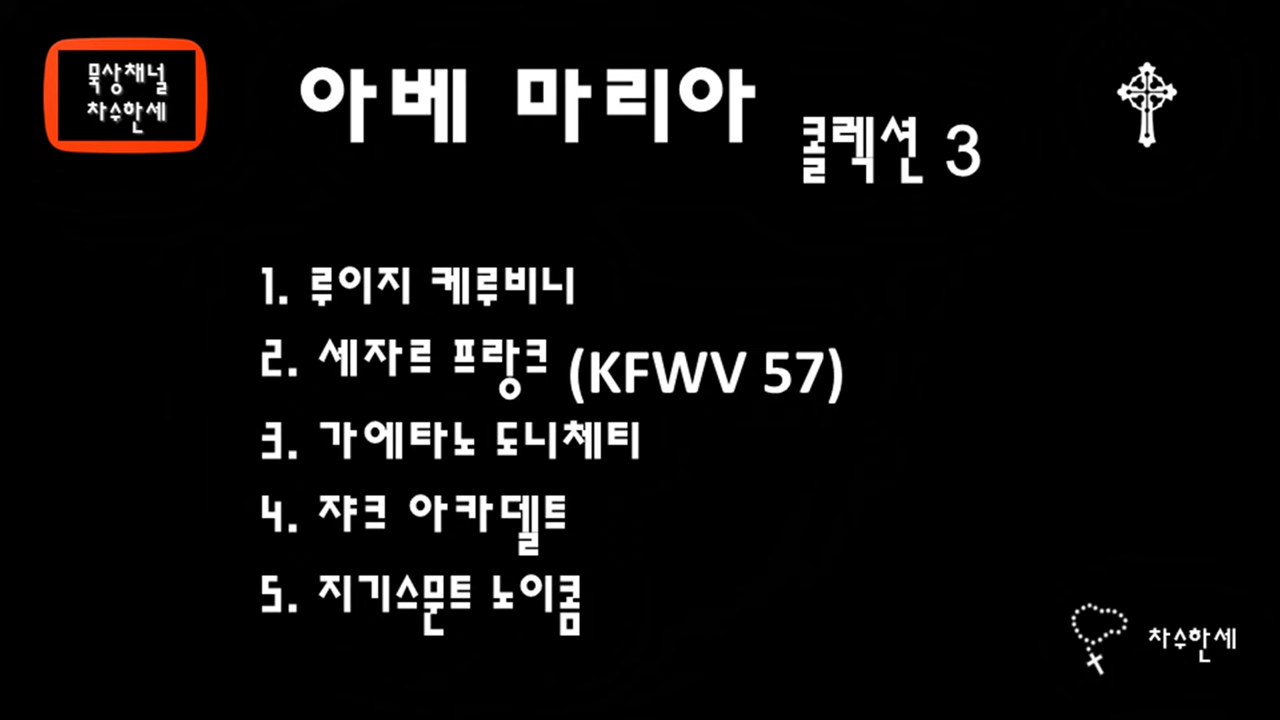 묵상채널
차수한세
아베 마리아
콜렉션 3
1. 루이지 케루비니
2. 세자르 프랑크 (KFWV 57)
3. 가에타노 도니체티
4. 쟈크 아카델트
5. 지기스문트 노이콤
차수한세